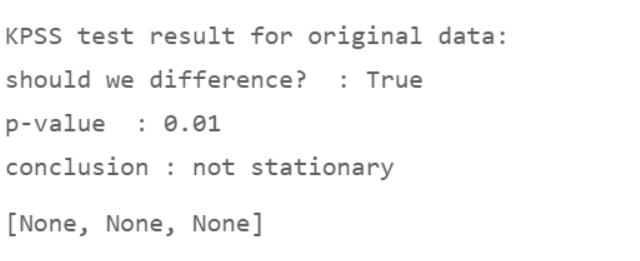 KPSS test result for original data:
should we difference?  : True
p-value  : 0.01
conclusion : not stationary
[None, None, None]